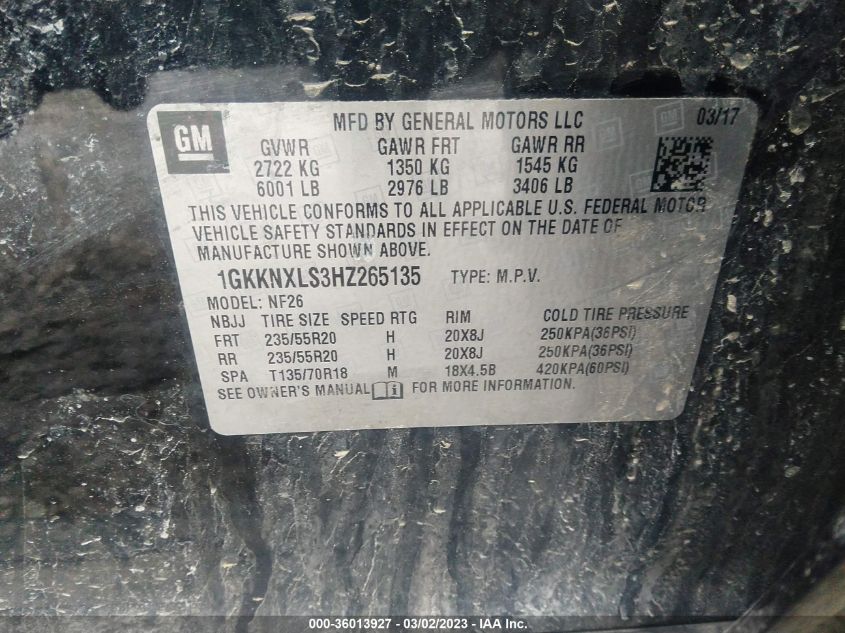 GM
MFD BY GENERAL MOTORS LLC 03/17
GVWR GAWR FRT GAWR RR
2722 KG 1350 KG 1545 KG
6001 LB 2976 LB 3406 LB
THIS VEHICLE CONFORMS TO ALL APPLICABLE U.S. FEDERAL MOTOR
VEHICLE SAFETY STANDARDS IN EFFECT ON THE DATE OF
MANUFACTURE SHOWN ABOVE.
1GKKNXLS3HZ265135 TYPE: M.P.V.
MODEL: NF26
NBJJ TIRE SIZE SPEED RTG RIM COLD TIRE PRESSURE
FRT 235/55R20 H 20X8J 250KPA(36PSI)
RR 235/55R20 H 20X8J 250KPA(36PSI)
SPA T135/70R18 M 18X4.5B 420KPA(60PSI)
SEE OWNER'S MANUAL FOR MORE INFORMATION.
000-36013927 - 03/02/2023 - IAA Inc.